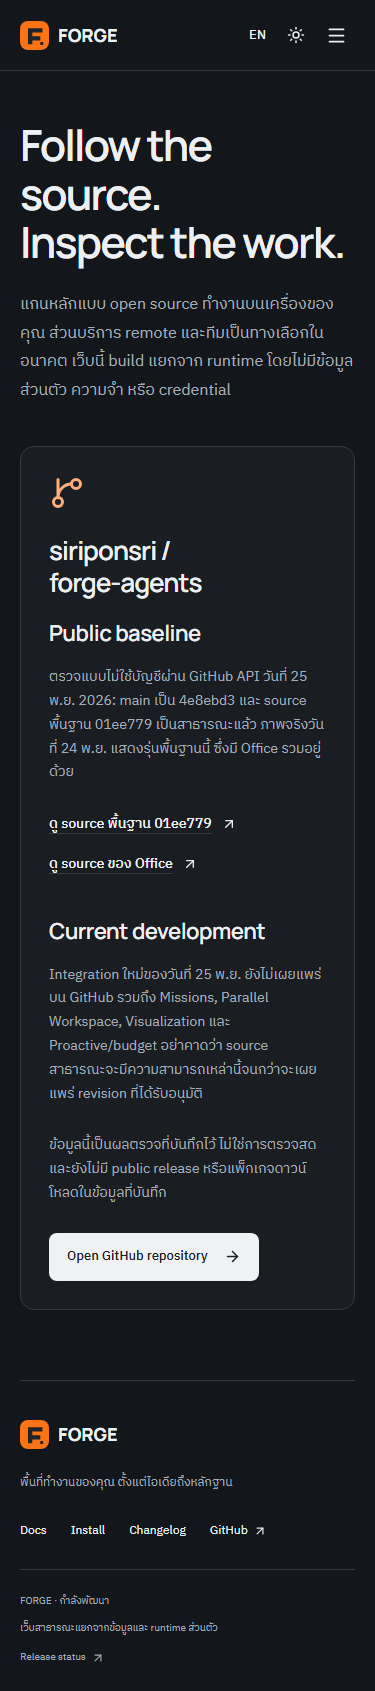 FORGE
EN
Follow the
source.
Inspect the work.
แกนหลักแบบ open source ทำงานบนเครื่องของ
คุณ ส่วนบริการ remote และทีมเป็นทางเลือกใน
อนาคต เว็บนี้ build แยกจาก runtime โดยไม่มีข้อมูล
ส่วนตัว ความจำ หรือ credential
siriponsri /
forge-agents
Public baseline
ตรวจแบบไม่ใช้บัญชีผ่าน GitHub API วันที่ 25
พ.ย. 2026: main เป็น 4e8ebd3 และ source
พื้นฐาน 01ee779 เป็นสาธารณะแล้ว ภาพจริงวัน
ที่ 24 พ.ย. แสดงรุ่นพื้นฐานนี้ ซึ่งมี Office รวมอยู่
ด้วย
ดู source พื้นฐาน 01ee779
ดู source ของ Office
Current development
Integration ใหม่ของวันที่ 25 พ.ย. ยังไม่เผยแพร่
บน GitHub รวมถึง Missions, Parallel
Workspace, Visualization และ
Proactive/budget อย่าคาดว่า source
สาธารณะจะมีความสามารถเหล่านี้จนกว่าจะเผย
แพร่ revision ที่ได้รับอนุมัติ
ข้อมูลนี้เป็นผลตรวจที่บันทึกไว้ ไม่ใช่การตรวจสด
และยังไม่มี public release หรือแพ็กเกจดาวน์
โหลดในข้อมูลที่บันทึก
Open GitHub repository
FORGE
พื้นที่ทำงานของคุณ ตั้งแต่ไอเดียถึงหลักฐาน
Docs Install Changelog GitHub
FORGE · กำลังพัฒนา
เว็บสาธารณะแยกจากข้อมูลและ runtime ส่วนตัว
Release status